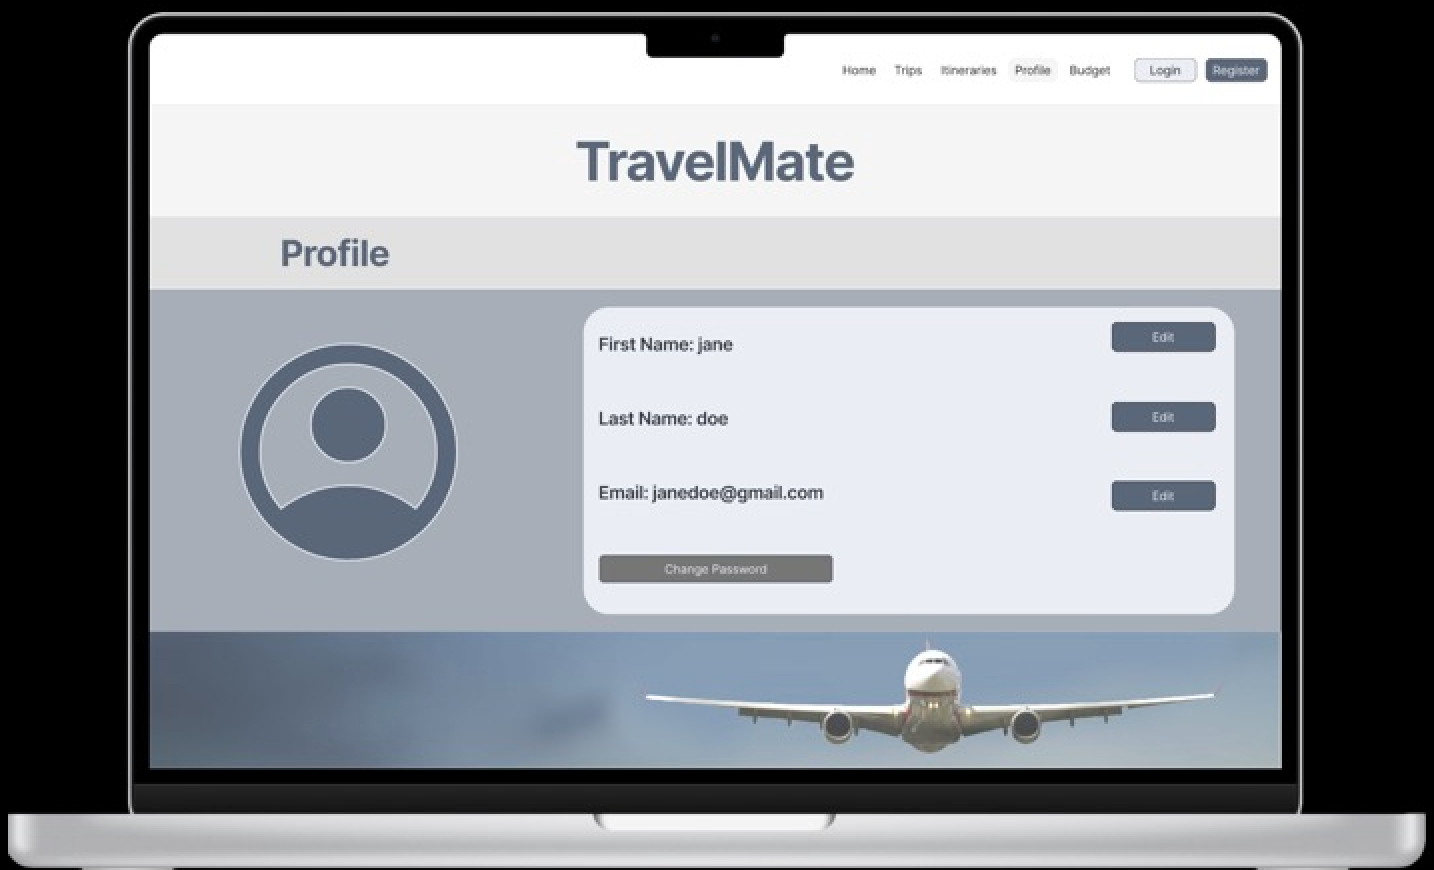 Home Trips Itineraries Profile Budget Login Register
TravelMate
Profile
First Name: jane
Edit
Last Name: doe
Edit
Email: janedoe@gmail.com
Edit
Change Password